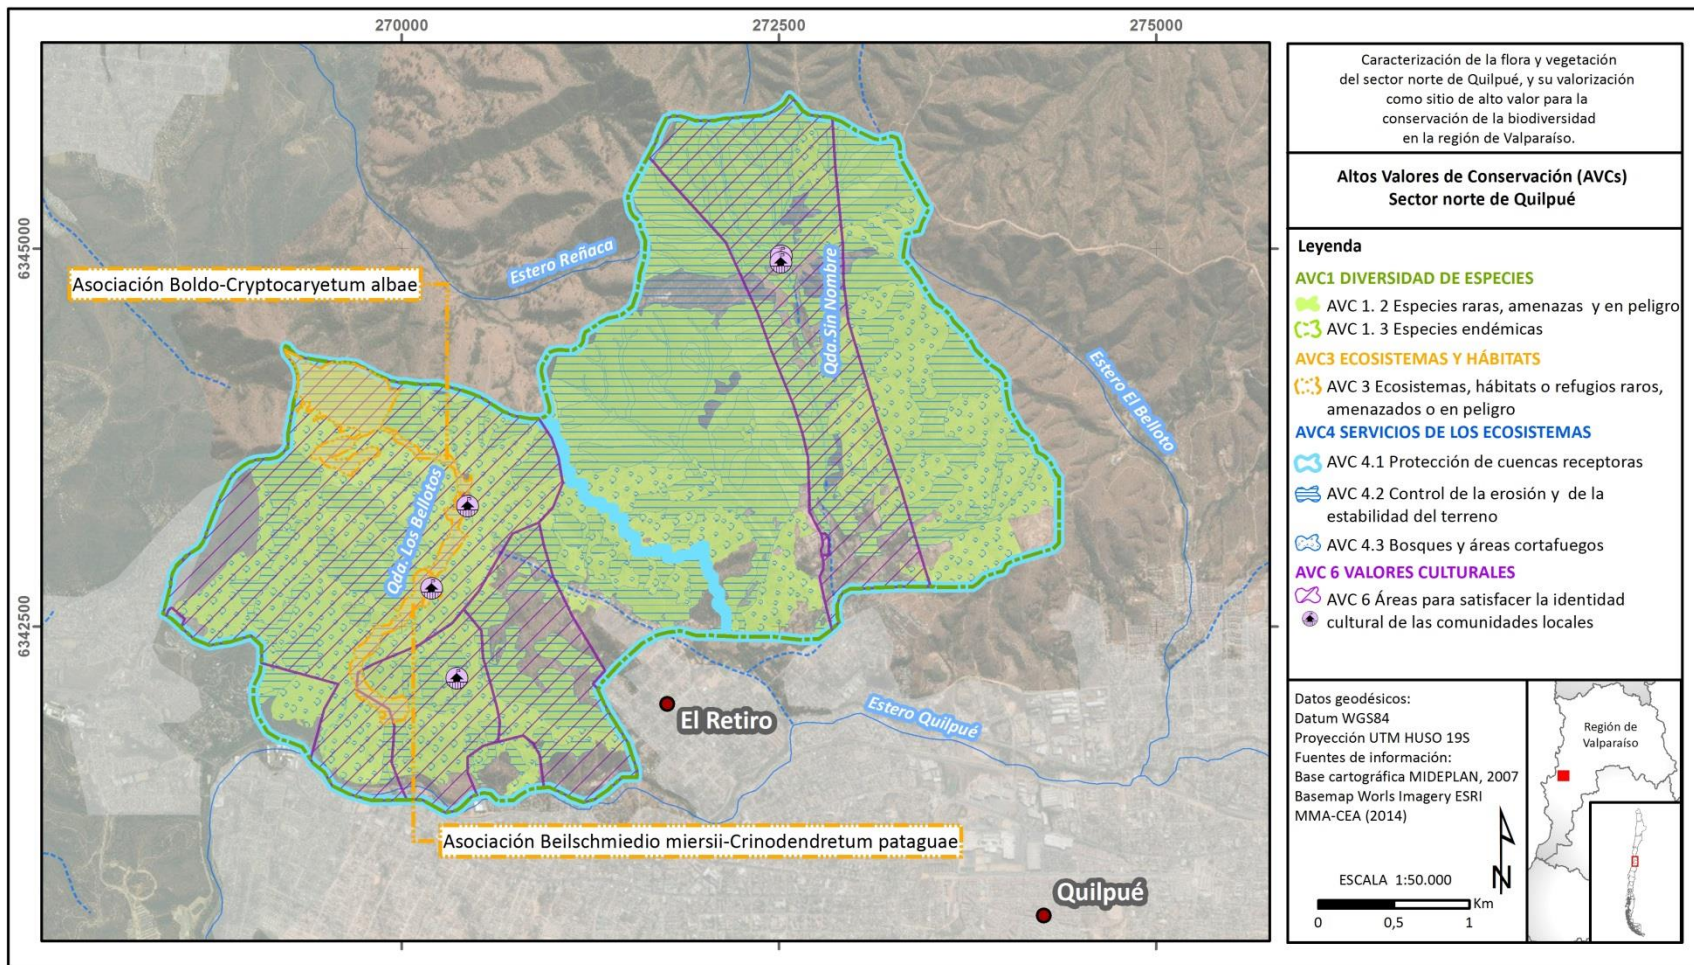 270000
272500
275000
6345000
6342500
Estero Reñaca
Asociación Boldo-Cryptocaryetum albae
Qda.Sin Nombre
Estero El Belloto
Qda. Los Bellotos
El Retiro
Estero Quilpué
Asociación Beilschmiedio miersii-Crinodendretum pataguae
Quilpué
Caracterización de la flora y vegetación
del sector norte de Quilpué, y su valorización
como sitio de alto valor para la
conservación de la biodiversidad
en la región de Valparaíso.
Altos Valores de Conservación (AVCs)
Sector norte de Quilpué
Leyenda
AVC1 DIVERSIDAD DE ESPECIES
AVC 1. 2 Especies raras, amenazas y en peligro
AVC 1. 3 Especies endémicas
AVC3 ECOSISTEMAS Y HÁBITATS
AVC 3 Ecosistemas, hábitats o refugios raros,
amenazados o en peligro
AVC4 SERVICIOS DE LOS ECOSISTEMAS
AVC 4.1 Protección de cuencas receptoras
AVC 4.2 Control de la erosión y de la
estabilidad del terreno
AVC 4.3 Bosques y áreas cortafuegos
AVC 6 VALORES CULTURALES
AVC 6 Áreas para satisfacer la identidad
cultural de las comunidades locales
Datos geodésicos:
Datum WGS84
Proyección UTM HUSO 19S
Fuentes de información:
Base cartográfica MIDEPLAN, 2007
Basemap Worls Imagery ESRI
MMA-CEA (2014)
N
ESCALA 1:50.000
Km
0 0,5 1
Región de
Valparaíso